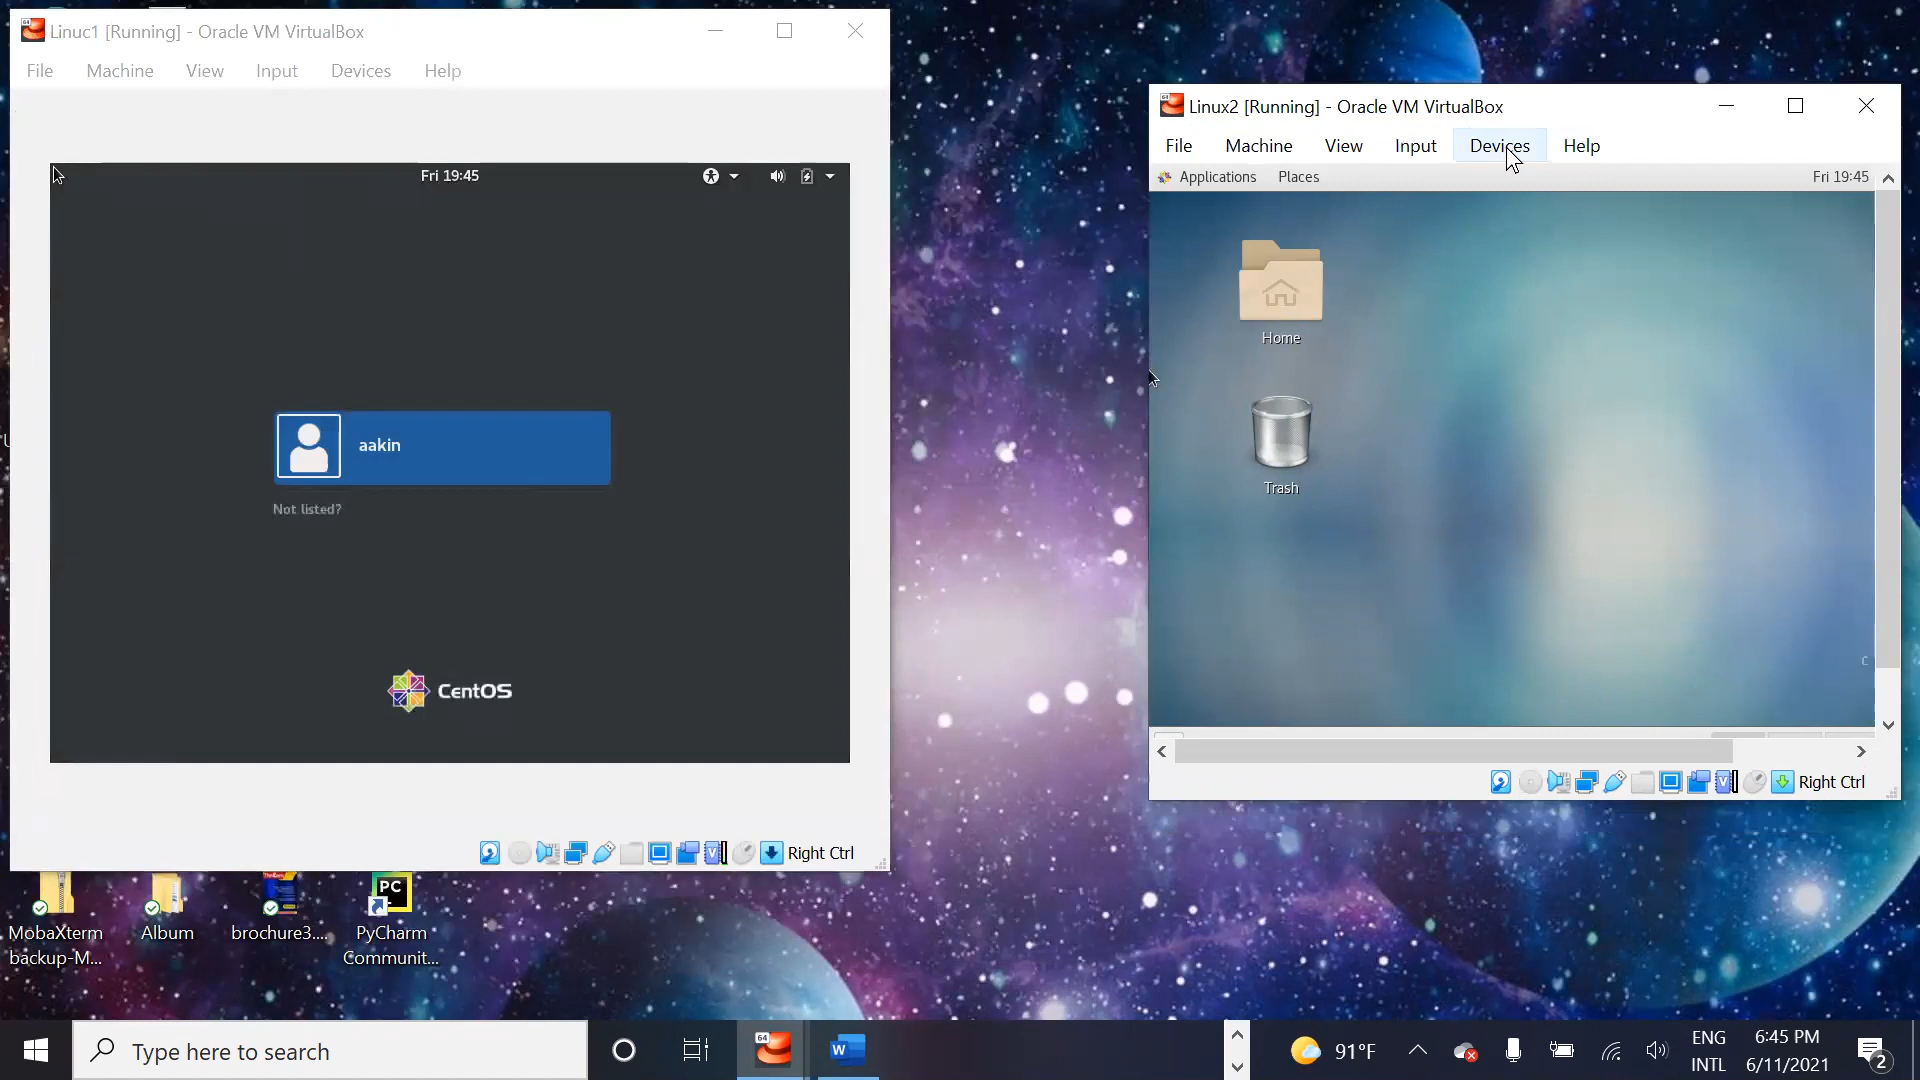 Linuc1 [Running] - Oracle VM VirtualBox
File Machine View Input Devices Help
Fri 19:45
aakin
Not listed?
CentOS
Right Ctrl
Linux2 [Running] - Oracle VM VirtualBox
File Machine View Input Devices Help
Applications Places Fri 19:45
Home
Trash
C
Right Ctrl
MobaXterm
backup-M...
Album
brochure3....
PC
PyCharm
Communit...
Type here to search
64
W
91°F
ENG
INTL
6:45 PM
6/11/2021
2